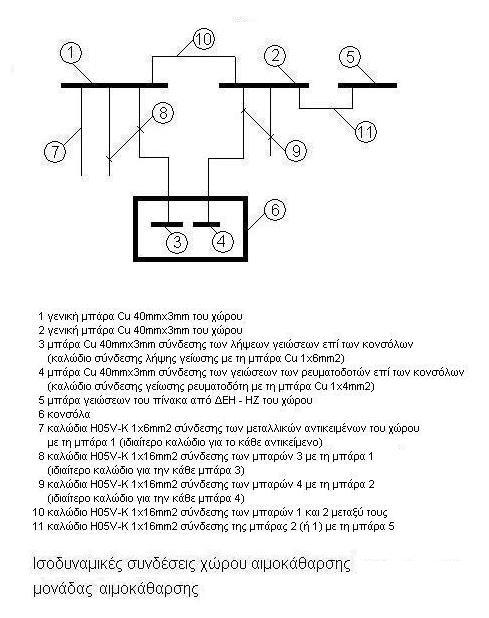 10
1
2
5
8
7
9
11
6
3
4
1 γενική μπάρα Cu 40mmx3mm του χώρου
2 γενική μπάρα Cu 40mmx3mm του χώρου
3 μπάρα Cu 40mmx3mm σύνδεσης των λήψεων γειώσεων επί των κονσόλων
(καλώδιο σύνδεσης λήψης γείωσης με τη μπάρα Cu 1x6mm2)
4 μπάρα Cu 40mmx3mm σύνδεσης των γειώσεων των ρευματοδοτών επί των κονσόλων
(καλώδιο σύνδεσης γείωσης ρευματοδότη με τη μπάρα Cu 1x4mm2)
5 μπάρα γειώσεων του πίνακα από ΔΕΗ - ΗΖ του χώρου
6 κονσόλα
7 καλώδια H05V-K 1x6mm2 σύνδεσης των μεταλλικών αντικειμένων του χώρου
με τη μπάρα 1 (ιδιαίτερο καλώδιο για το κάθε αντικείμενο)
8 καλώδια H05V-K 1x16mm2 σύνδεσης των μπαρών 3 με τη μπάρα 1
(ιδιαίτερο καλώδιο για την κάθε μπάρα 3)
9 καλώδια H05V-K 1x16mm2 σύνδεσης των μπαρών 4 με τη μπάρα 2
(ιδιαίτερο καλώδιο για την κάθε μπάρα 4)
10 καλώδιο H05V-K 1x16mm2 σύνδεσης των μπαρών 1 και 2 μεταξύ τους
11 καλώδιο H05V-K 1x16mm2 σύνδεσης της μπάρας 2 (ή 1) με τη μπάρα 5
Ισοδυναμικές συνδέσεις χώρου αιμοκάθαρσης
μονάδας αιμοκάθαρσης